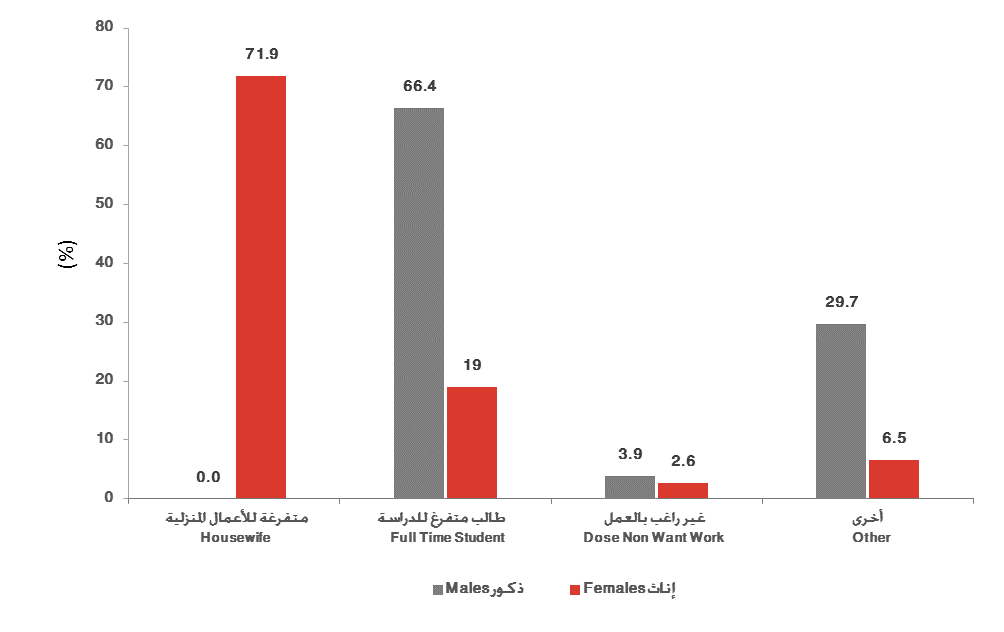 80
70
60
50
40
30
20
10
0
(%)
71.9
0.0
66.4
19
3.9
2.6
29.7
6.5
متفرغة للأعمال المنزلية
Housewife
طالب متفرغ للدراسة
Full Time Student
غير راغب بالعمل
Dose Non Want Work
أخرى
Other
Males ذكور
Females إناث